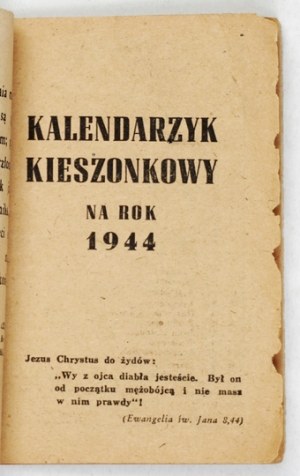 są
KALENDARZYK
KIESZONKOWY
NA ROK
1944
Jezus Chrystus do żydów:
„Wy z ojca diabła jesteście. Był on
od początku mężobójcą i nie masz
w nim prawdy"!
(Ewangelia św. Jana 8,44)